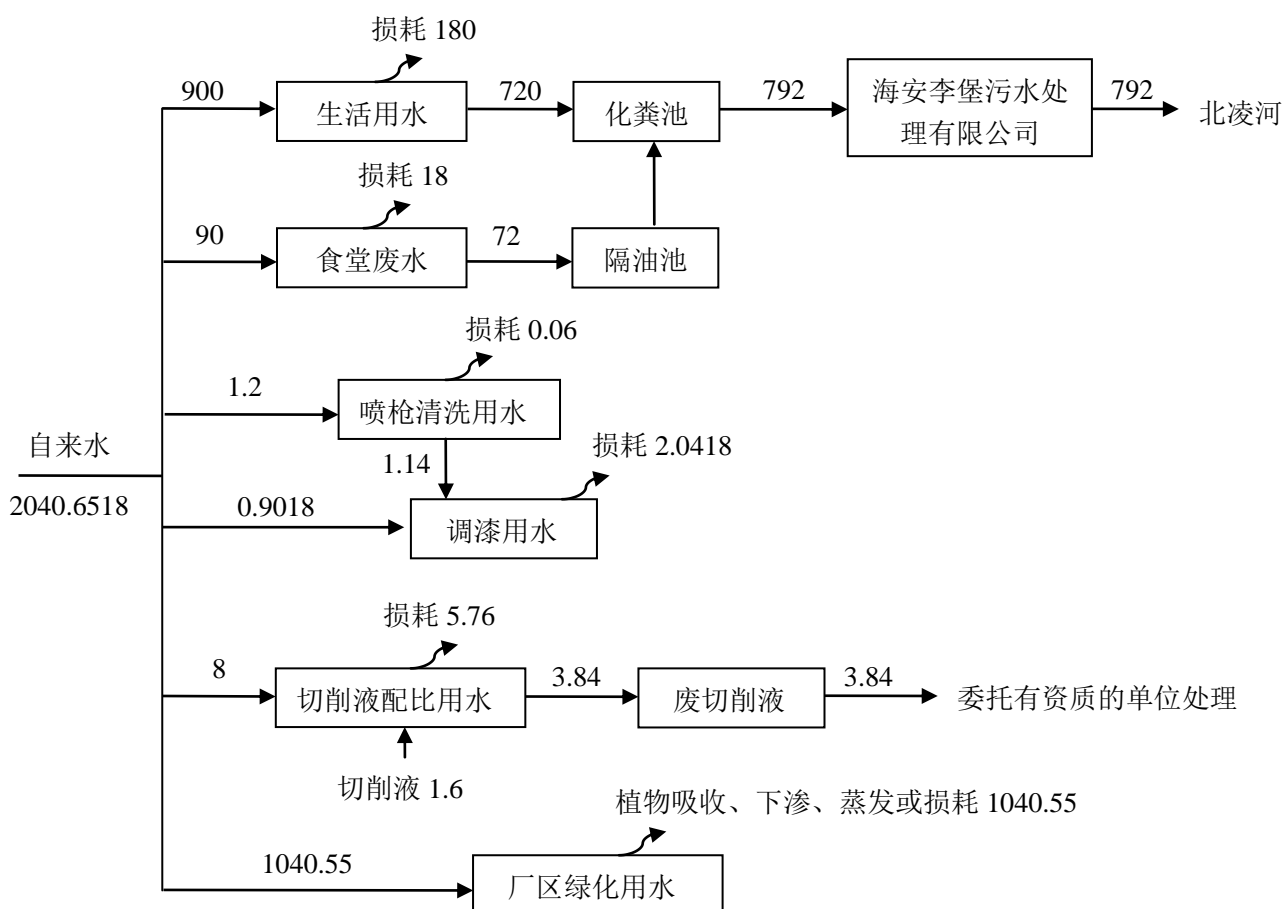 损耗 180
900
生活用水
720
化粪池
792
海安李堡污水处
理有限公司
792
北凌河
损耗 18
90
食堂废水
72
隔油池
损耗 0.06
1.2
喷枪清洗用水
自来水
2040.6518
1.14
损耗 2.0418
0.9018
调漆用水
损耗 5.76
8
切削液配比用水
3.84
废切削液
3.84
委托有资质的单位处理
切削液 1.6
植物吸收、下渗、蒸发或损耗 1040.55
1040.55
厂区绿化用水